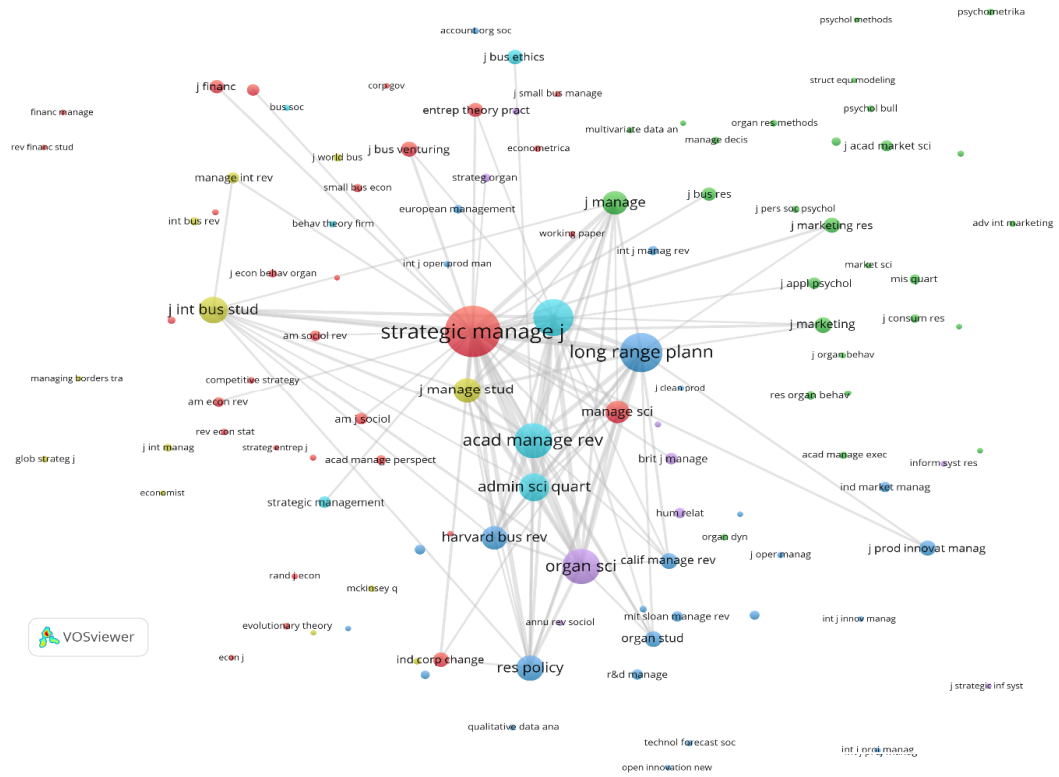 psychol methods
psychometrika
account org soc
j bus ethics
j financ
corp gov
struct equ modeling
j small bus manage
bus soc
entrep theory pract
psychol bull
financ manage
organ res methods
multivariate data an
manage decis
rev financ stud
j bus venturing
econometrica
j acad market sci
j world bus
manage int rev
strateg organ
small bus econ
j bus res
j manage
european management
j pers soc psychol
int bus rev
behav theory firm
j marketing res
adv int marketing
working paper
int j manag rev
int j oper prod man
market sci
j econ behav organ
j appl psychol
mis quart
j int bus stud
strategic manage j
j marketing
j consum res
am sociol rev
long range plann
j organ behav
managing borders tra
competitive strategy
j manage stud
j clean prod
res organ behav
am econ rev
am j sociol
manage sci
rev econ stat
acad manage rev
j int manag
strateg entrep j
glob strateg j
acad manage perspect
brit j manage
acad manage exec
inform syst res
admin sci quart
ind market manag
economist
strategic management
hum relat
harvard bus rev
organ dyn
j prod innovat manag
j oper manag
calif manage rev
organ sci
rand j econ
mckinsey q
mit sloan manage rev
int j innov manag
annu rev sociol
evolutionary theory
VOSviewer
organ stud
econ j
ind corp change
res policy
r&d manage
j strategic inf syst
qualitative data ana
technol forecast soc
int j proj manag
open innovation new